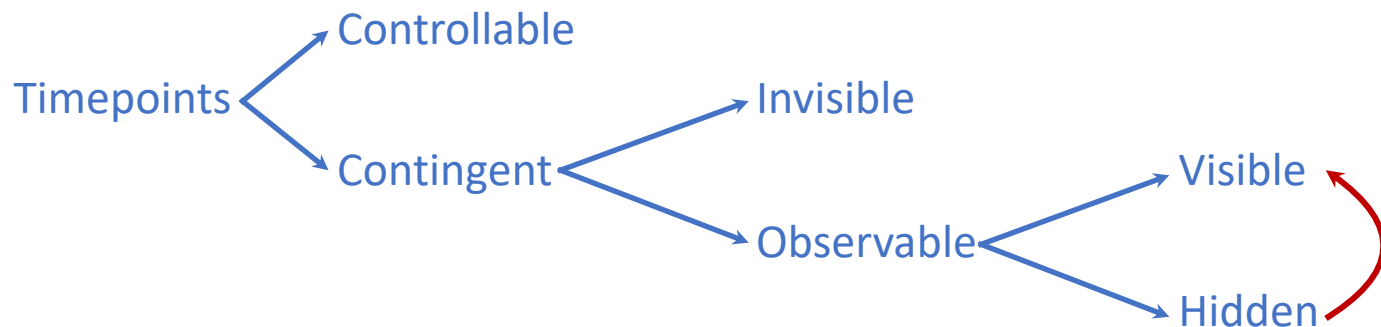 Controllable
Timepoints
Invisible
Contingent
Visible
Observable
Hidden